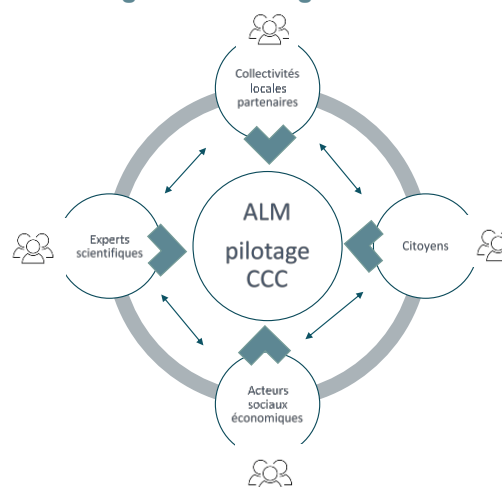 Collectivités
locales
partenaires
ALM
pilotage
CCC
Experts
scientifiques
Citoyens
Acteurs
sociaux
économiques